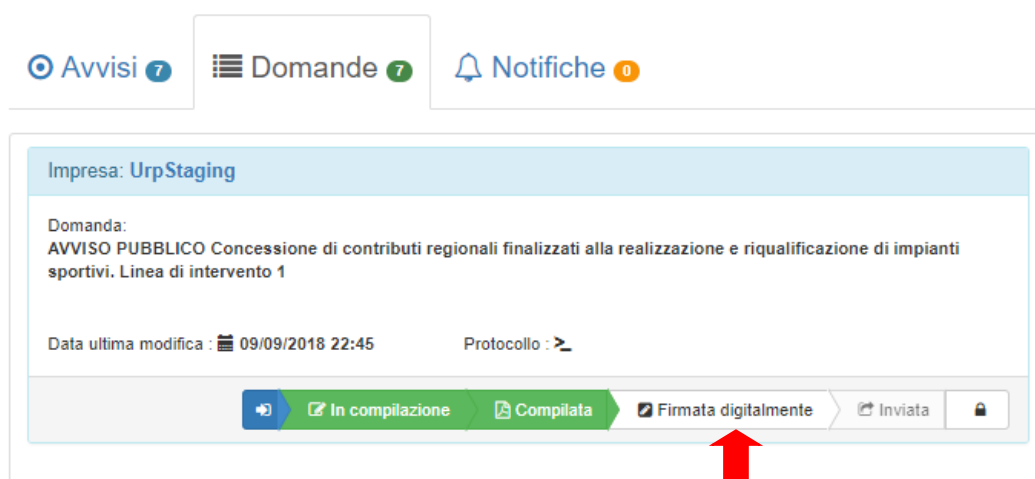 Avvisi 7 Domande 7 Notifiche 0
Impresa: UrpStaging
Domanda:
AVVISO PUBBLICO Concessione di contributi regionali finalizzati alla realizzazione e riqualificazione di impianti
sportivi. Linea di intervento 1
Data ultima modifica : 09/09/2018 22:45 Protocollo :
In compilazione Compilata Firmata digitalmente Inviata